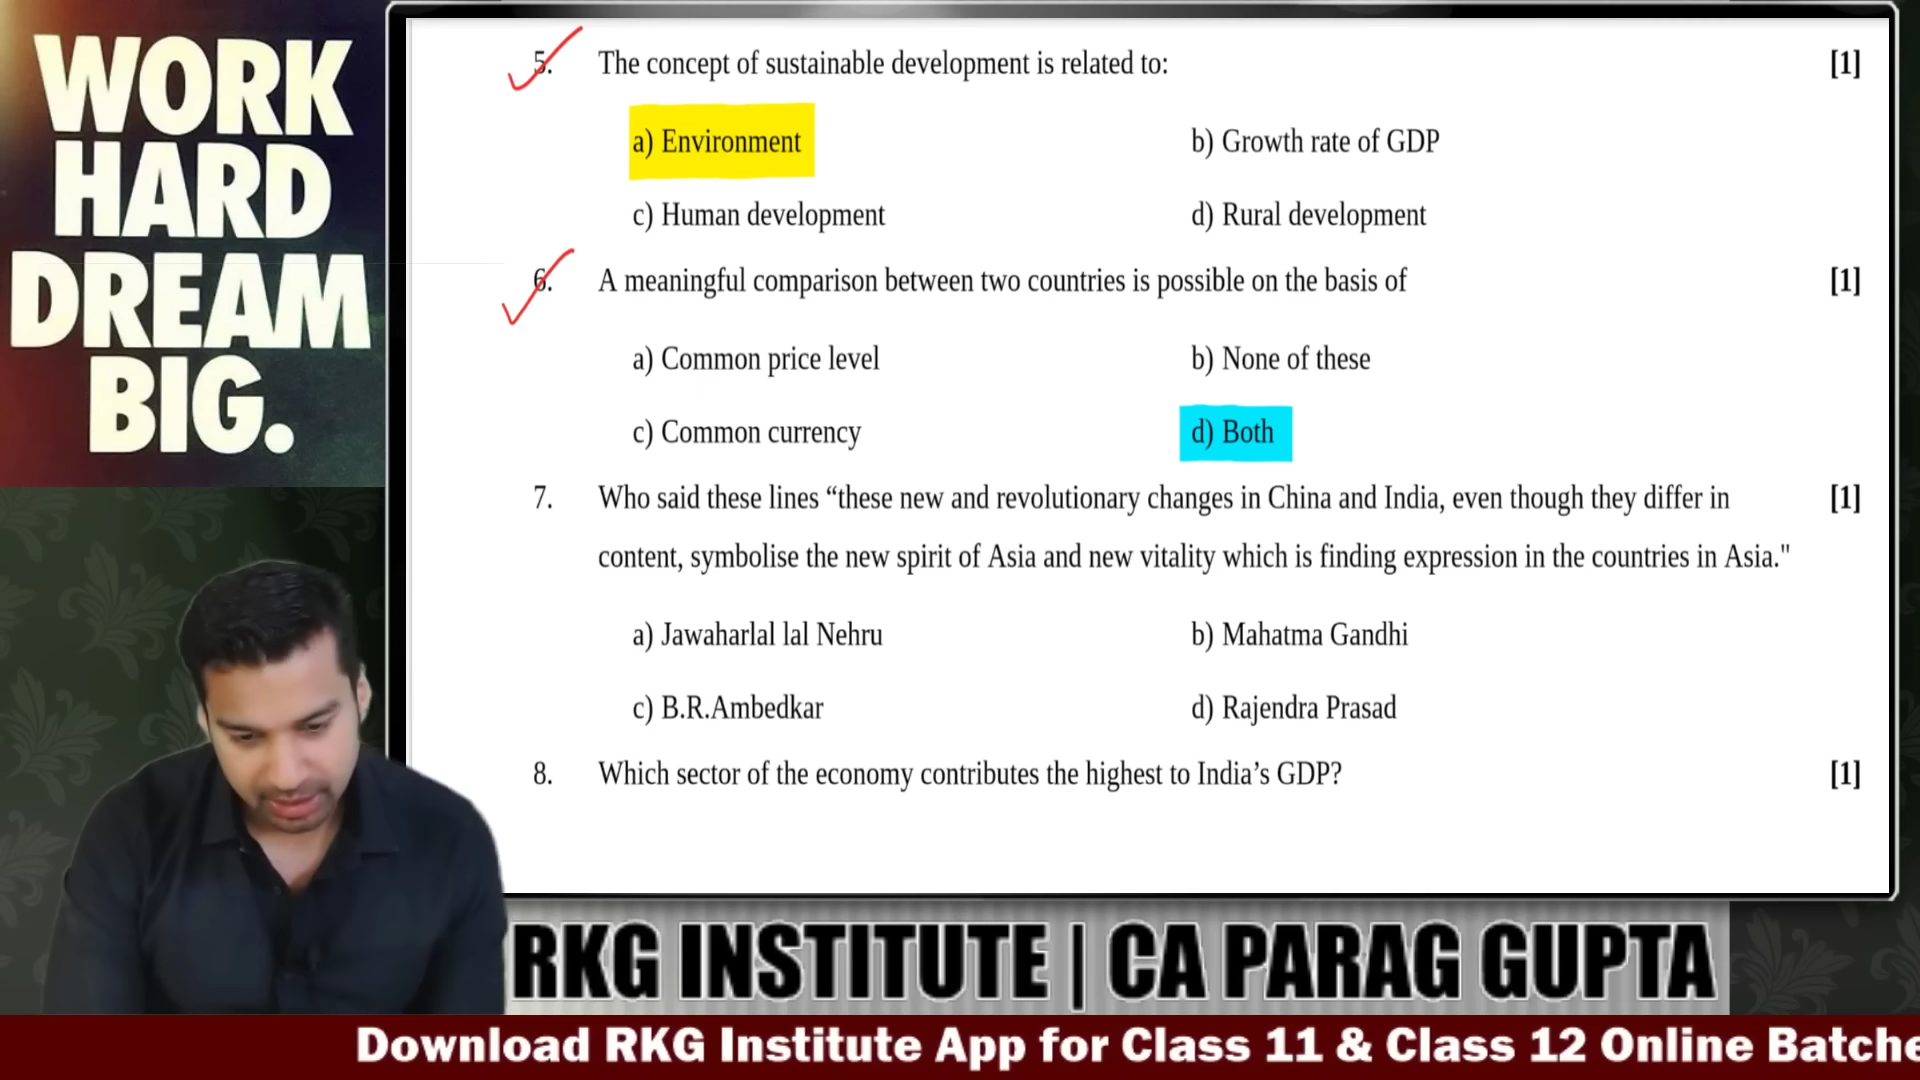 WORK
HARD
DREAM
BIG.
5. The concept of sustainable development is related to: [1]
a) Environment b) Growth rate of GDP
c) Human development d) Rural development
6. A meaningful comparison between two countries is possible on the basis of [1]
a) Common price level b) None of these
c) Common currency d) Both
7. Who said these lines “these new and revolutionary changes in China and India, even though they differ in [1]
content, symbolise the new spirit of Asia and new vitality which is finding expression in the countries in Asia."
a) Jawaharlal lal Nehru b) Mahatma Gandhi
c) B.R.Ambedkar d) Rajendra Prasad
8. Which sector of the economy contributes the highest to India’s GDP? [1]
RKG INSTITUTE | CA PARAG GUPTA
Download RKG Institute App for Class 11 & Class 12 Online Batche